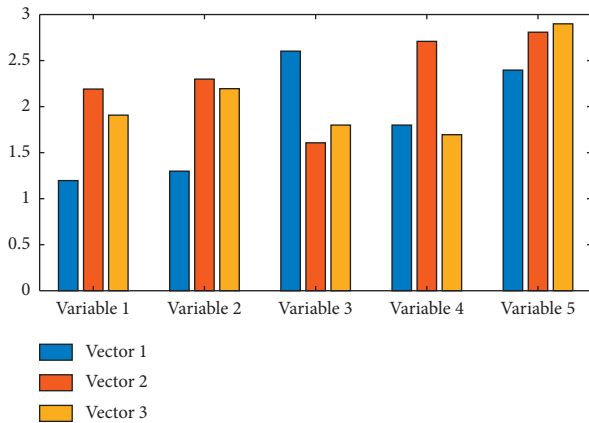 3
2.5
2
1.5
1
0.5
0
Variable 1 Variable 2 Variable 3 Variable 4 Variable 5
Vector 1
Vector 2
Vector 3